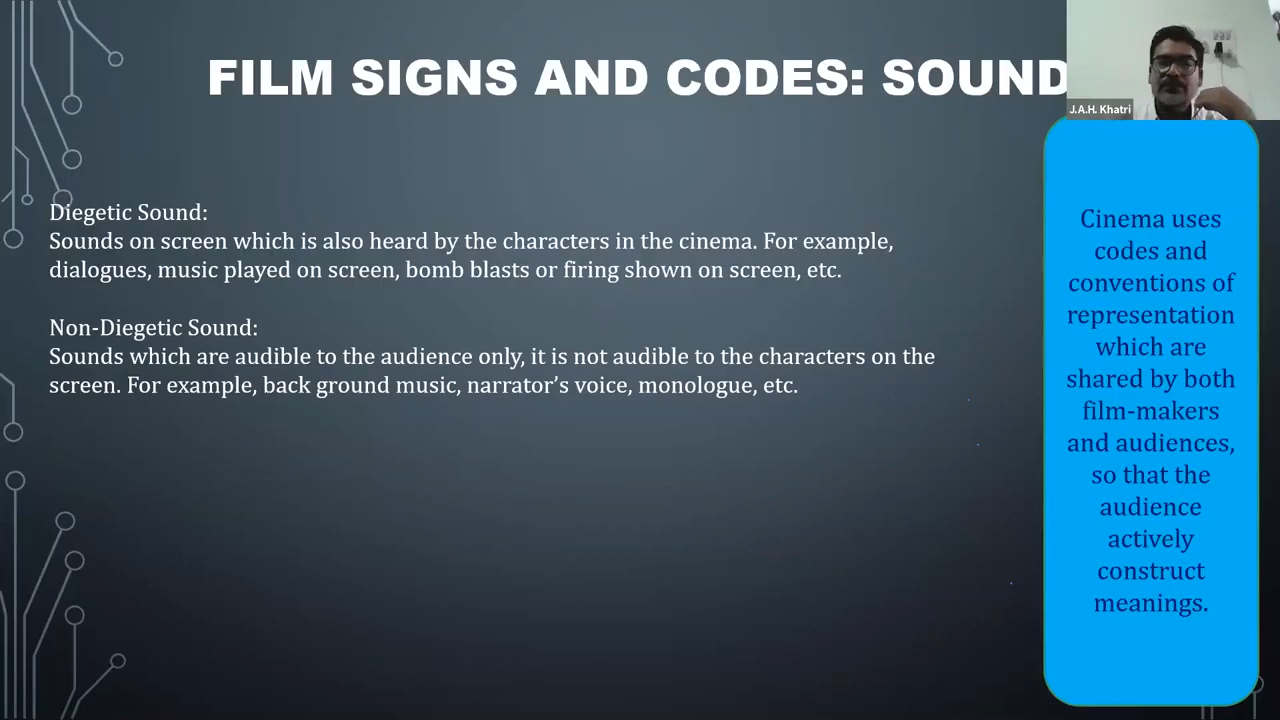 FILM SIGNS AND CODES: SOUND
J.A.H. Khatri
Diegetic Sound:
Sounds on screen which is also heard by the characters in the cinema. For example,
dialogues, music played on screen, bomb blasts or firing shown on screen, etc.
Non-Diegetic Sound:
Sounds which are audible to the audience only, it is not audible to the characters on the
screen. For example, back ground music, narrator’s voice, monologue, etc.
Cinema uses
codes and
conventions of
representation
which are
shared by both
film-makers
and audiences,
so that the
audience
actively
construct
meanings.